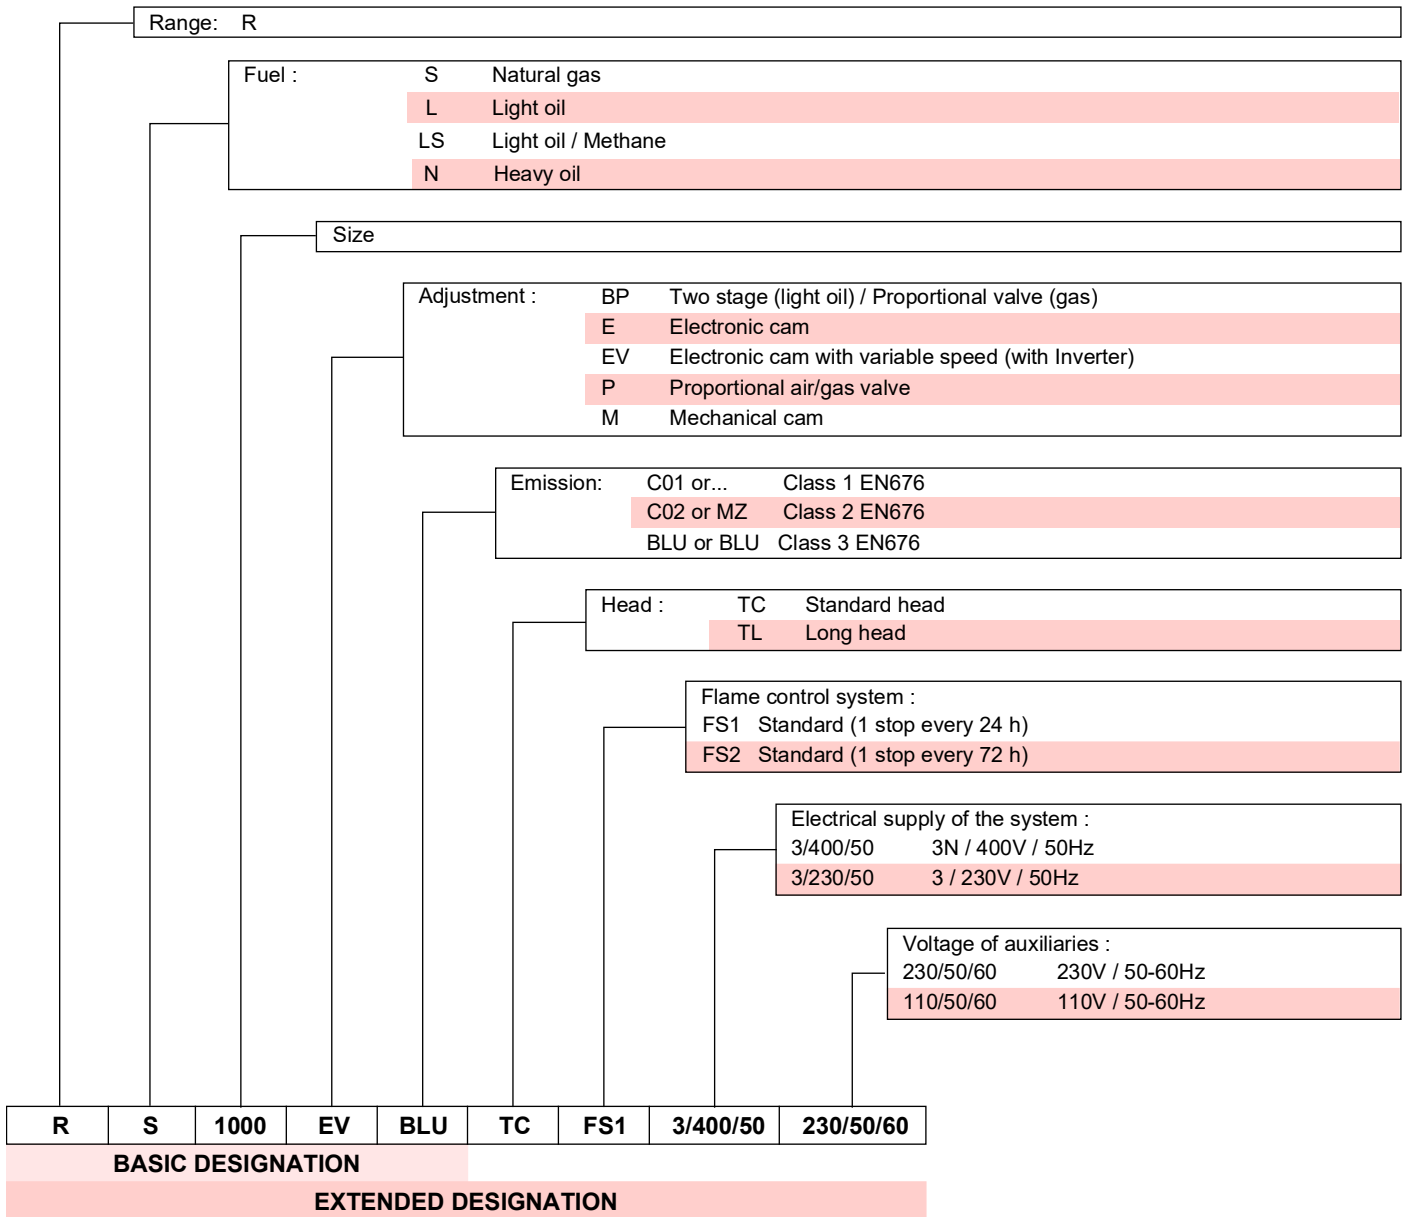 Range: R
Fuel : S Natural gas
L Light oil
LS Light oil / Methane
N Heavy oil
Size
Adjustment : BP Two stage (light oil) / Proportional valve (gas)
E Electronic cam
EV Electronic cam with variable speed (with Inverter)
P Proportional air/gas valve
M Mechanical cam
Emission: C01 or... Class 1 EN676
C02 or MZ Class 2 EN676
BLU or BLU Class 3 EN676
Head : TC Standard head
TL Long head
Flame control system :
FS1 Standard (1 stop every 24 h)
FS2 Standard (1 stop every 72 h)
Electrical supply of the system :
3/400/50 3N / 400V / 50Hz
3/230/50 3 / 230V / 50Hz
Voltage of auxiliaries :
230/50/60 230V / 50-60Hz
110/50/60 110V / 50-60Hz
R S 1000 EV BLU TC FS1 3/400/50 230/50/60
BASIC DESIGNATION
EXTENDED DESIGNATION